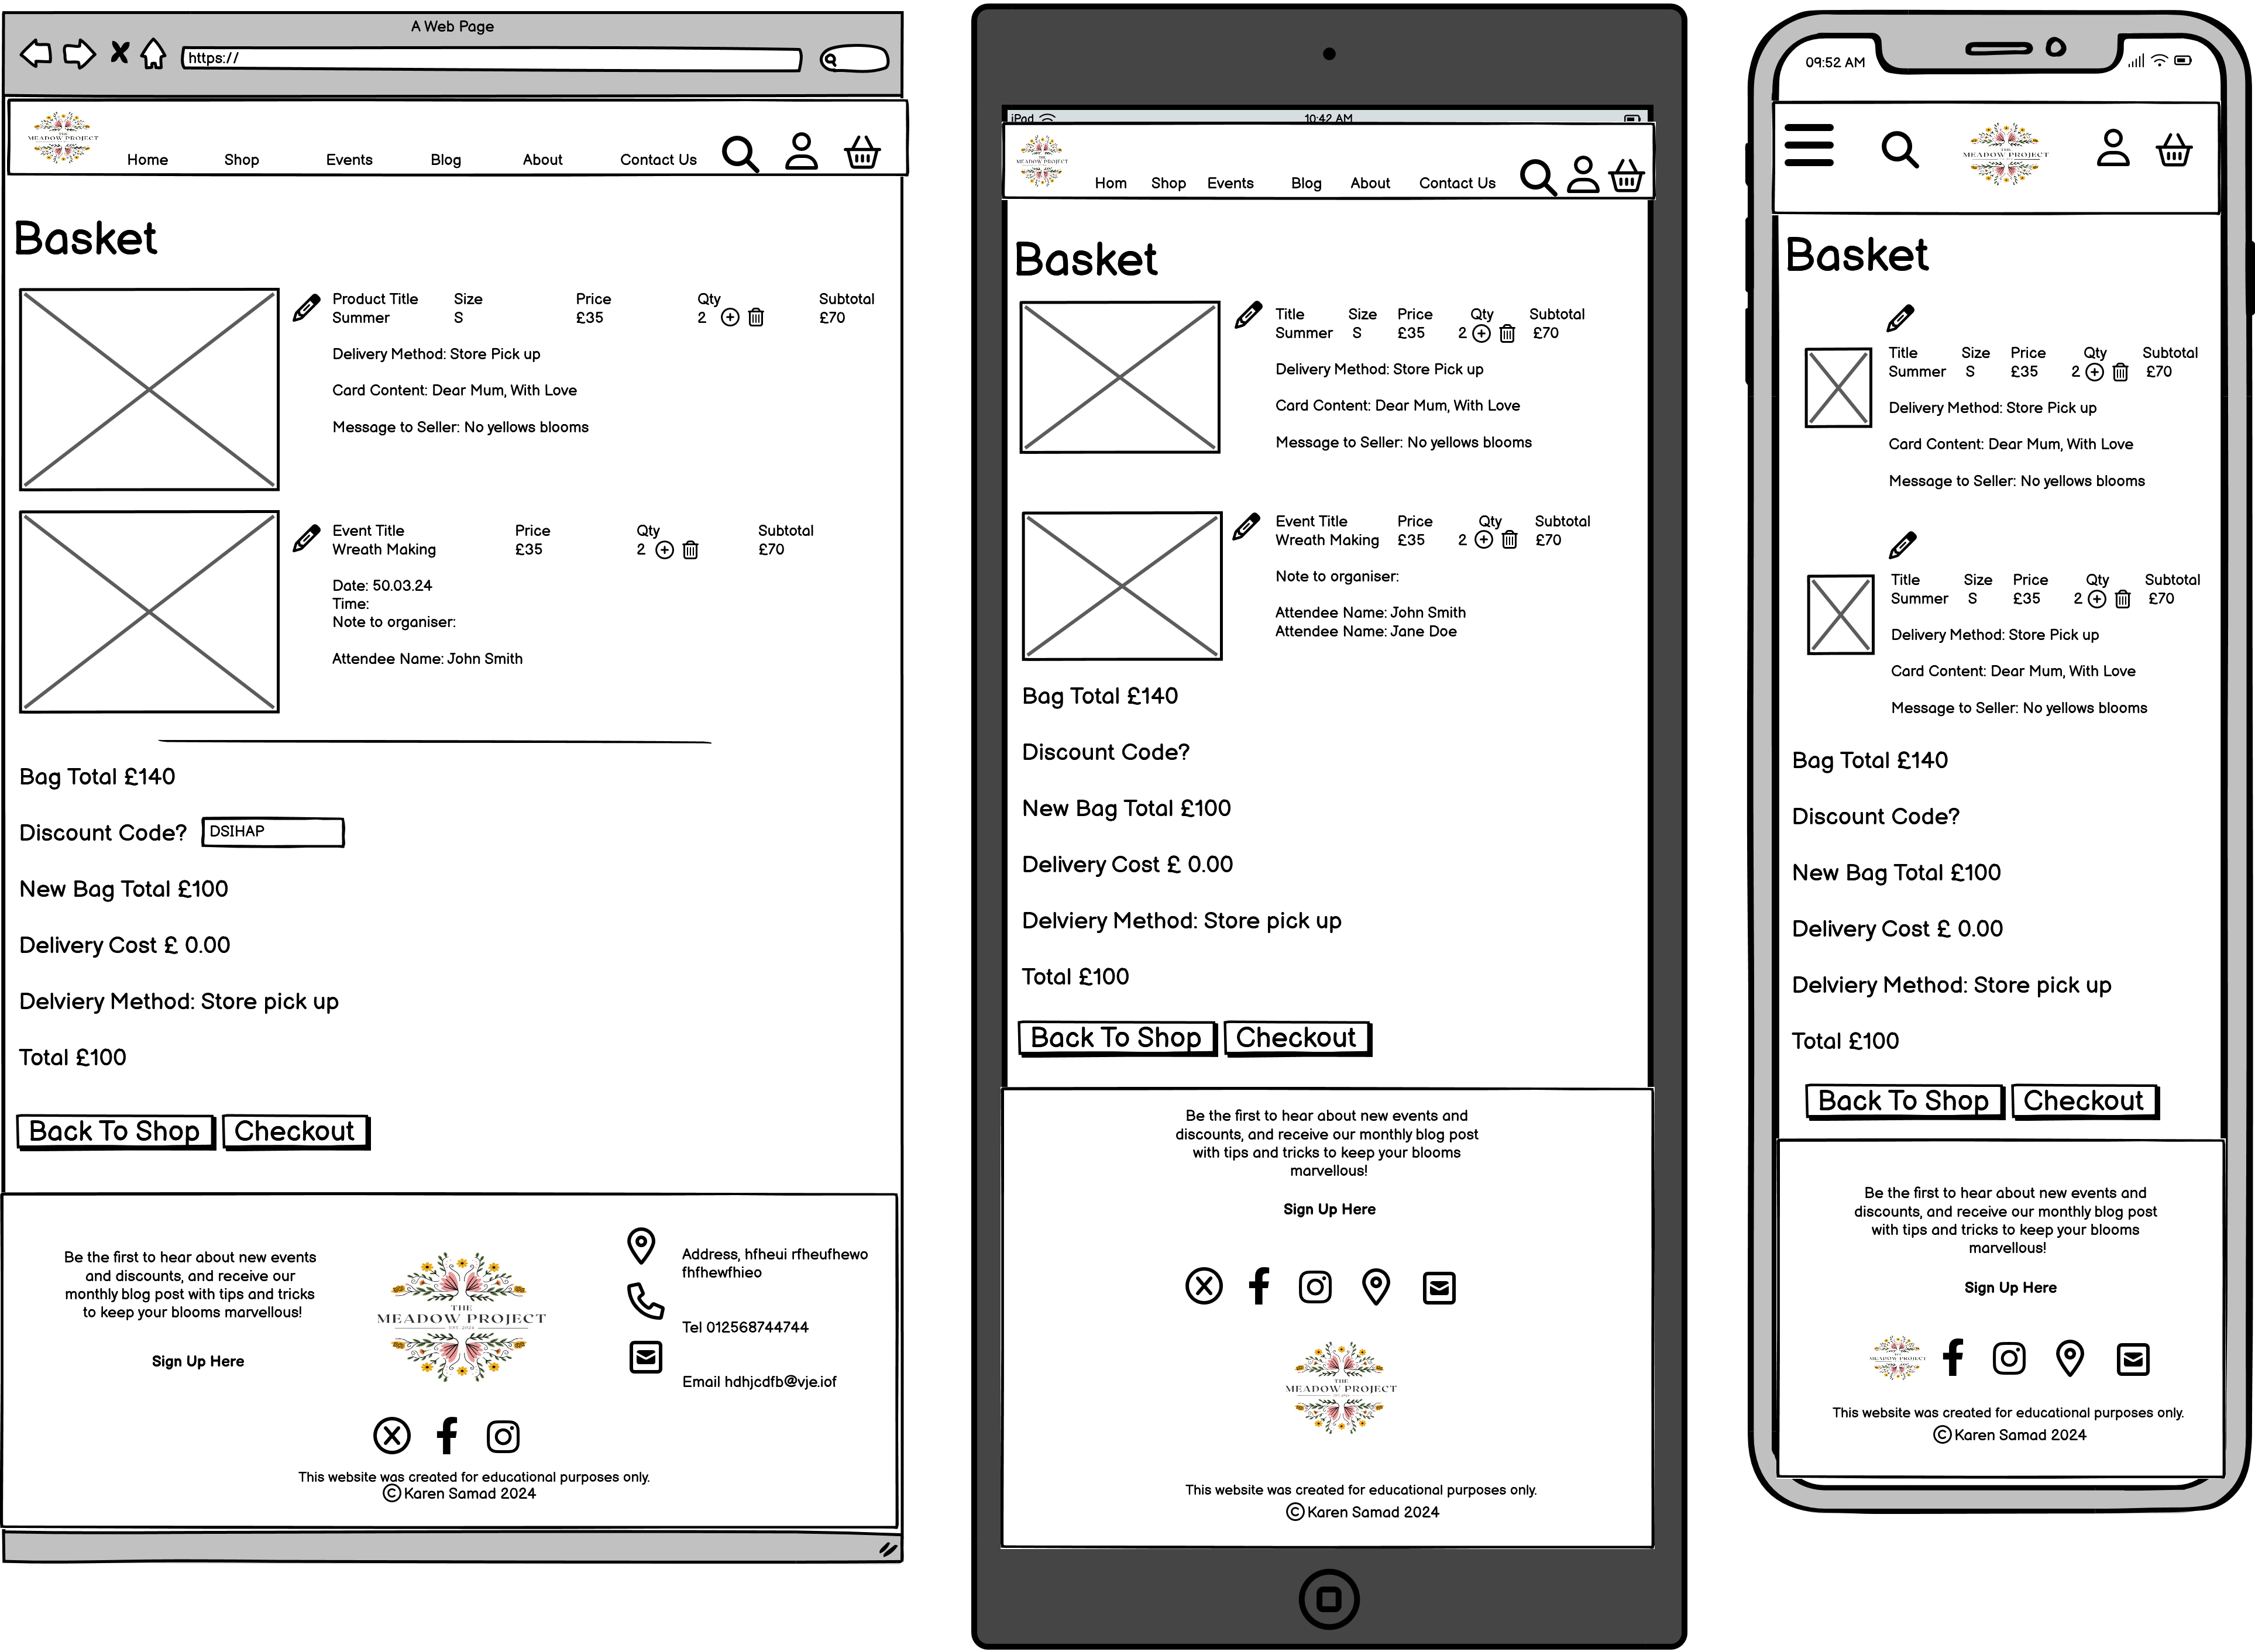 A Web Page
https://
THE
MEADOW PROJECT
Home Shop Events Blog About Contact Us
Basket
Product Title Size Price Qty Subtotal
Summer S £35 2 £70
Delivery Method: Store Pick up
Card Content: Dear Mum, With Love
Message to Seller: No yellows blooms
Event Title Price Qty Subtotal
Wreath Making £35 2 £70
Date: 50.03.24
Time:
Note to organiser:
Attendee Name: John Smith
Bag Total £140
Discount Code? DSIHAP
New Bag Total £100
Delivery Cost £ 0.00
Delviery Method: Store pick up
Total £100
Back To Shop Checkout
Be the first to hear about new events
and discounts, and receive our
monthly blog post with tips and tricks
to keep your blooms marvellous!
Sign Up Here
THE
MEADOW PROJECT
EST. 2024
Address, hfheui rfheufhewo
fhfhewfhieo
Tel 012568744744
Email hdhjcdfb@vje.iof
This website was created for educational purposes only.
© Karen Samad 2024
iPad 10:42 AM
THE
MEADOW PROJECT
Hom Shop Events Blog About Contact Us
Basket
Title Size Price Qty Subtotal
Summer S £35 2 £70
Delivery Method: Store Pick up
Card Content: Dear Mum, With Love
Message to Seller: No yellows blooms
Event Title Price Qty Subtotal
Wreath Making £35 2 £70
Note to organiser:
Attendee Name: John Smith
Attendee Name: Jane Doe
Bag Total £140
Discount Code?
New Bag Total £100
Delivery Cost £ 0.00
Delviery Method: Store pick up
Total £100
Back To Shop Checkout
Be the first to hear about new events and
discounts, and receive our monthly blog post
with tips and tricks to keep your blooms
marvellous!
Sign Up Here
THE
MEADOW PROJECT
EST. 2024
This website was created for educational purposes only.
© Karen Samad 2024
09:52 AM
THE
MEADOW PROJECT
Basket
Title Size Price Qty Subtotal
Summer S £35 2 £70
Delivery Method: Store Pick up
Card Content: Dear Mum, With Love
Message to Seller: No yellows blooms
Title Size Price Qty Subtotal
Summer S £35 2 £70
Delivery Method: Store Pick up
Card Content: Dear Mum, With Love
Message to Seller: No yellows blooms
Bag Total £140
Discount Code?
New Bag Total £100
Delivery Cost £ 0.00
Delviery Method: Store pick up
Total £100
Back To Shop Checkout
Be the first to hear about new events and
discounts, and receive our monthly blog post
with tips and tricks to keep your blooms
marvellous!
Sign Up Here
MEADOW PROJECT
This website was created for educational purposes only.
© Karen Samad 2024